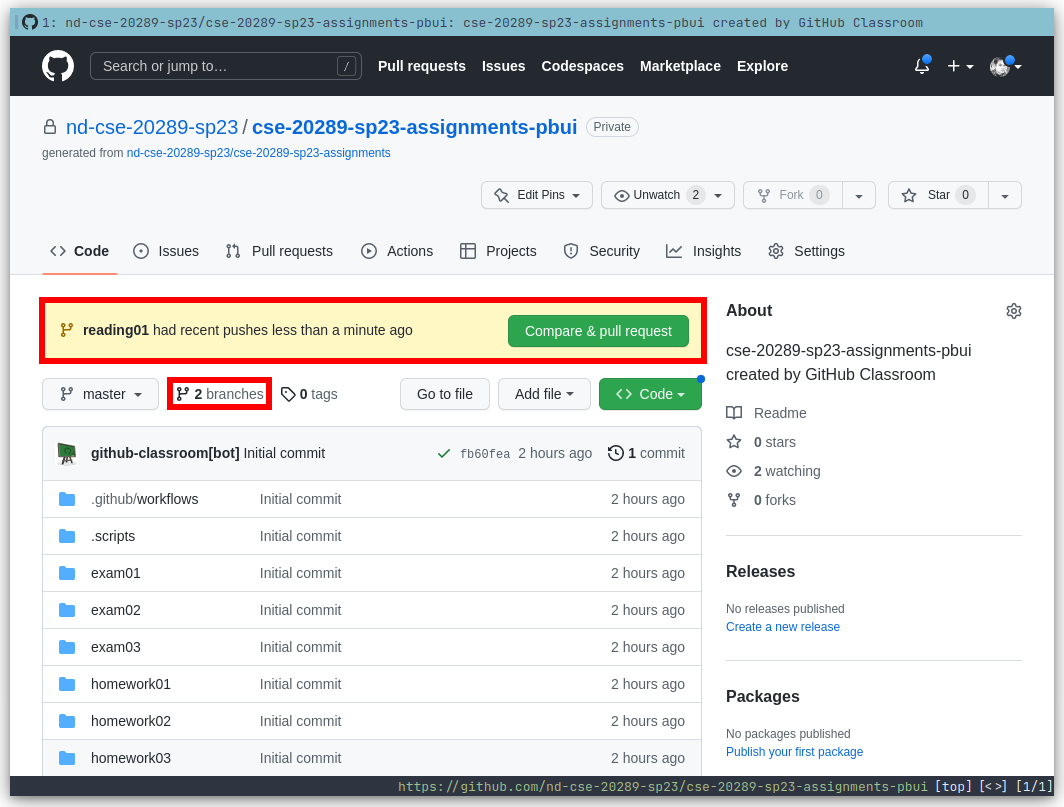 1: nd-cse-20289-sp23/cse-20289-sp23-assignments-pbui: cse-20289-sp23-assignments-pbui created by GitHub Classroom
Search or jump to… / Pull requests Issues Codespaces Marketplace Explore
nd-cse-20289-sp23 / cse-20289-sp23-assignments-pbui Private
generated from nd-cse-20289-sp23/cse-20289-sp23-assignments
Edit Pins Unwatch 2 Fork 0 Star 0
Code Issues Pull requests Actions Projects Security Insights Settings
reading01 had recent pushes less than a minute ago Compare & pull request
master 2 branches 0 tags Go to file Add file Code
github-classroom[bot] Initial commit fb60fea 2 hours ago 1 commit
.github/workflows Initial commit 2 hours ago
.scripts Initial commit 2 hours ago
exam01 Initial commit 2 hours ago
exam02 Initial commit 2 hours ago
exam03 Initial commit 2 hours ago
homework01 Initial commit 2 hours ago
homework02 Initial commit 2 hours ago
homework03 Initial commit 2 hours ago
About
cse-20289-sp23-assignments-pbui
created by GitHub Classroom
Readme
0 stars
2 watching
0 forks
Releases
No releases published
Create a new release
Packages
No packages published
Publish your first package
https://github.com/nd-cse-20289-sp23/cse-20289-sp23-assignments-pbui [top] [<>] [1/1]